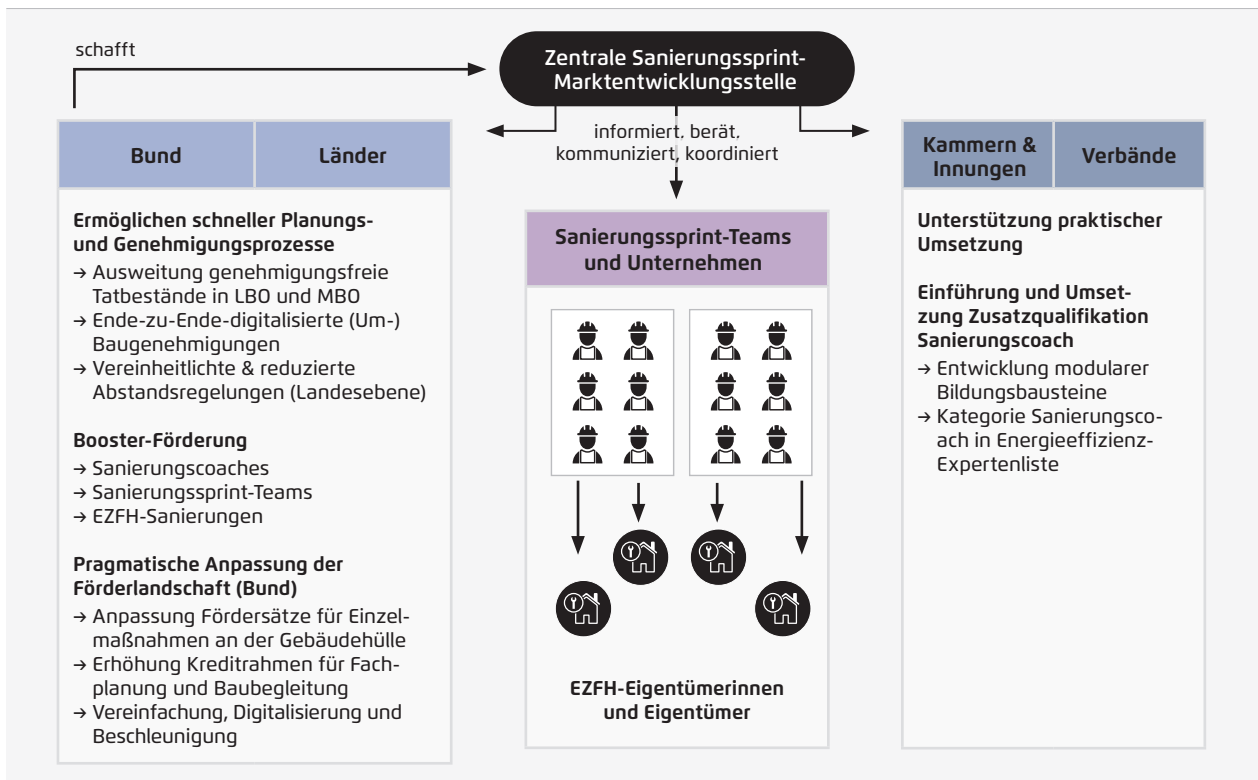 schafft
Zentrale Sanierungssprint-
Marktentwicklungsstelle
informiert, berät,
kommuniziert, koordiniert
Bund
Länder
Ermöglichen schneller Planungs-
und Genehmigungsprozesse
→ Ausweitung genehmigungsfreie
Tatbestände in LBO und MBO
→ Ende-zu-Ende-digitalisierte (Um-)
Baugenehmigungen
→ Vereinheitlichte & reduzierte
Abstandsregelungen (Landesebene)
Booster-Förderung
→ Sanierungscoaches
→ Sanierungssprint-Teams
→ EZFH-Sanierungen
Pragmatische Anpassung der
Förderlandschaft (Bund)
→ Anpassung Fördersätze für Einzel-
maßnahmen an der Gebäudehülle
→ Erhöhung Kreditrahmen für Fach-
planung und Baubegleitung
→ Vereinfachung, Digitalisierung und
Beschleunigung
Sanierungssprint-Teams
und Unternehmen
EZFH-Eigentümerinnen
und Eigentümer
Kammern &
Innungen
Verbände
Unterstützung praktischer
Umsetzung
Einführung und Umset-
zung Zusatzqualifikation
Sanierungscoach
→ Entwicklung modularer
Bildungsbausteine
→ Kategorie Sanierungsco-
ach in Energieeffizienz-
Expertenliste